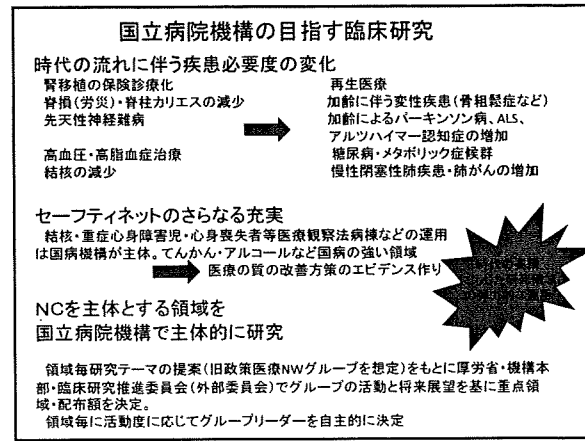 国立病院機構の目指す臨床研究
時代の流れに伴う疾患必要度の変化
腎移植の保険診療化
脊損(労災)・脊柱カリエスの減少
先天性神経難病
高血圧・高脂血症治療
結核の減少
再生医療
加齢に伴う変性疾患(骨粗鬆症など)
加齢によるパーキンソン病、ALS、
アルツハイマー認知症の増加
糖尿病・メタボリック症候群
慢性閉塞性肺疾患・肺がんの増加
セーフティネットのさらなる充実
結核・重症心身障害児・心身喪失者等医療観察法病棟などの運用
は国病機構が主体。てんかん・アルコールなど国病の強い領域
医療の質の改善方策のエビデンス作り
NCを主体とする領域を
国立病院機構で主体的に研究
領域毎研究テーマの提案(旧政策医療NWグループを想定)をもとに厚労省・機構本
部・臨床研究推進委員会(外部委員会)でグループの活動と将来展望を基に重点領
域・配布額を決定。
領域毎に活動度に応じてグループリーダーを自主的に決定